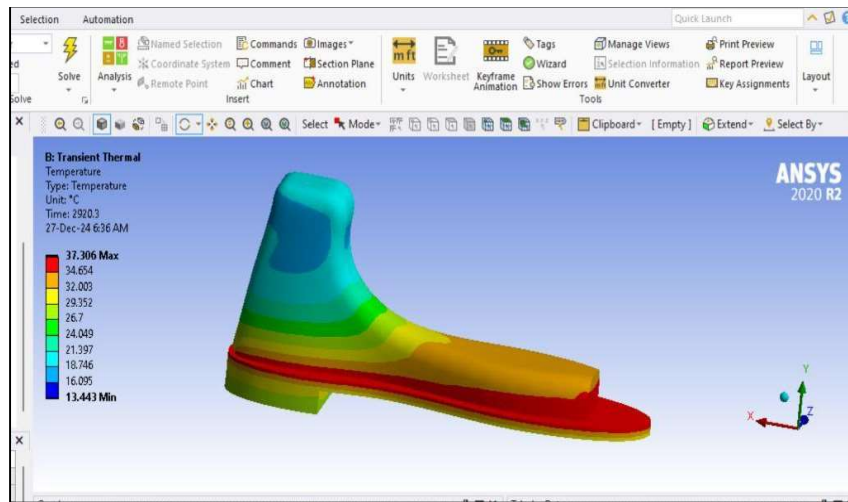 Selection Automation Quick Launch
Named Selection Commands Images Tags Manage Views Print Preview
Solve Analysis Coordinate System Comment Section Plane Units Worksheet Keyframe Animation Wizard Selection Information Report Preview Layout
Remote Point Chart Annotation Show Errors Unit Converter Key Assignments
Insert Tools
Select Mode Clipboard [ Empty ] Extend Select By
B: Transient Thermal
Temperature
Type: Temperature
Unit: °C
Time: 2920.3
27-Dec-24 6:36 AM
ANSYS
2020 R2
37.306 Max
34.654
32.003
29.352
26.7
24.049
21.397
18.746
16.095
13.443 Min
Y
X
Z